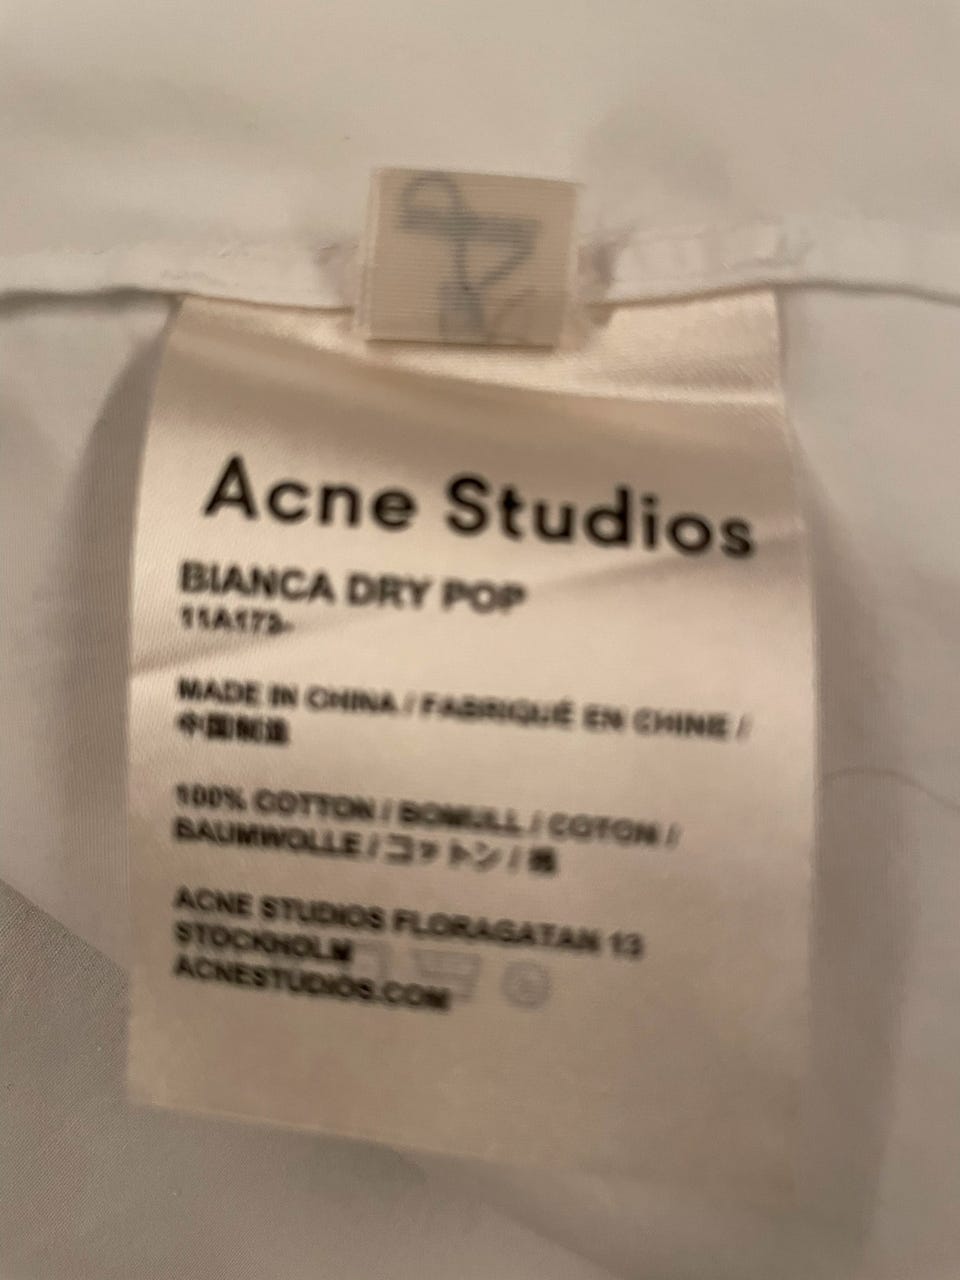 Acne Studios
BIANCA DRY POP
11A173-
MADE IN CHINA / FABRIQUÉ EN CHINE /
中国制造
100% COTTON / BOMULL / COTON /
BAUMWOLLE / コットン / 棉
ACNE STUDIOS FLORAGATAN 13
STOCKHOLM
ACNESTUDIOS.COM